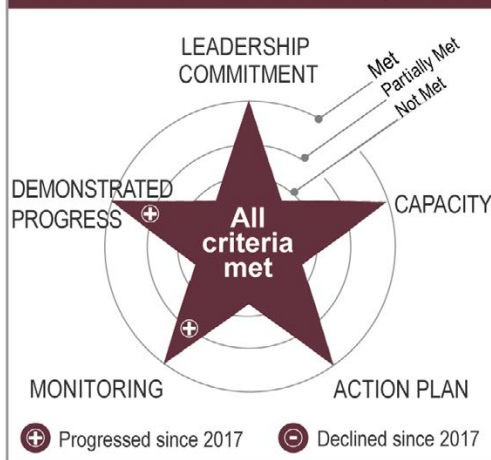 LEADERSHIP
COMMITMENT
Met
Partially Met
Not Met
DEMONSTRATED
PROGRESS
CAPACITY
All
criteria
met
MONITORING
ACTION PLAN
Progressed since 2017
Declined since 2017